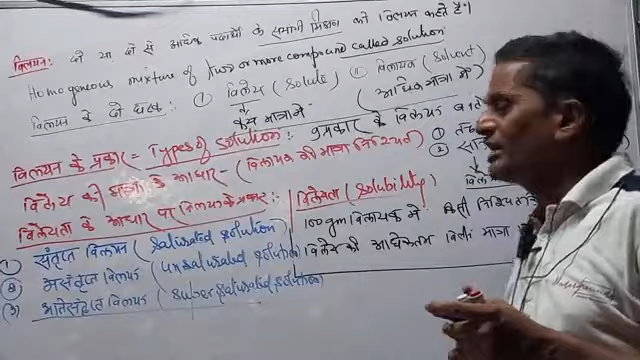 विलयन: दो या दो से अधिक पदार्थो के समांगी मिश्रण को विलयन कहते है।
Homogeneous mixture of two or more compound called solution
विलयन के दो घटक: ① विलेय (Solute) ② विलायक (Solvent)
कम मात्रा में (अधिक मात्रा में)
विलयन के प्रकार = Types of solution: प्रकार के विलयन
विलेय की मात्रा के आधार - (विलायक की मात्रा निश्चित)
विलेयता के आधार पर विलयन के प्रकार:
① संतृप्त विलयन (Saturated solution)
② असंतृप्त विलयन (unsaturated solution)
(3) अतिसंतृप्त विलयन (super saturated solution)
विलेयता (Solubility)
100 gm विलायक में किसी
विलेय की अधिकतम मात्रा